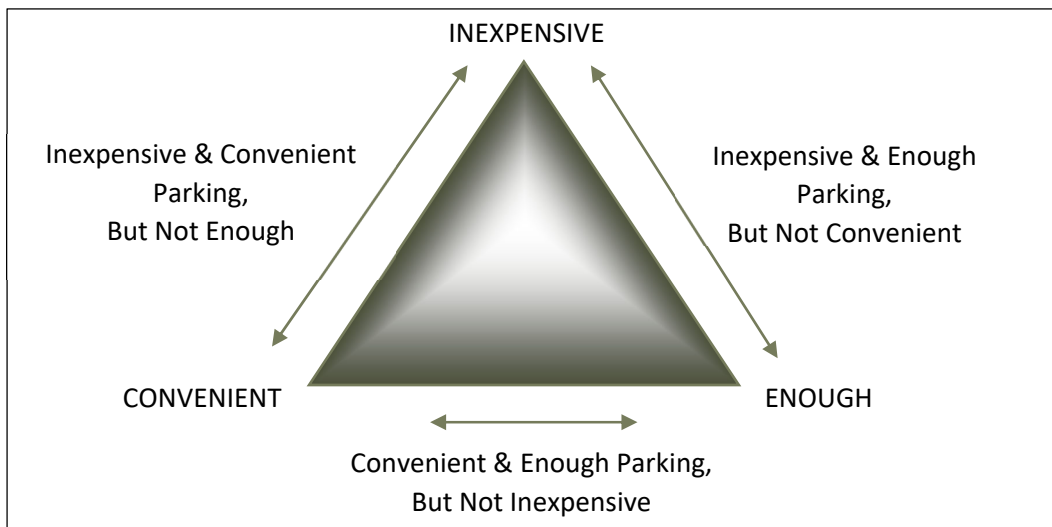 INEXPENSIVE
Inexpensive & Convenient
Parking,
But Not Enough
Inexpensive & Enough
Parking,
But Not Convenient
CONVENIENT
ENOUGH
Convenient & Enough Parking,
But Not Inexpensive